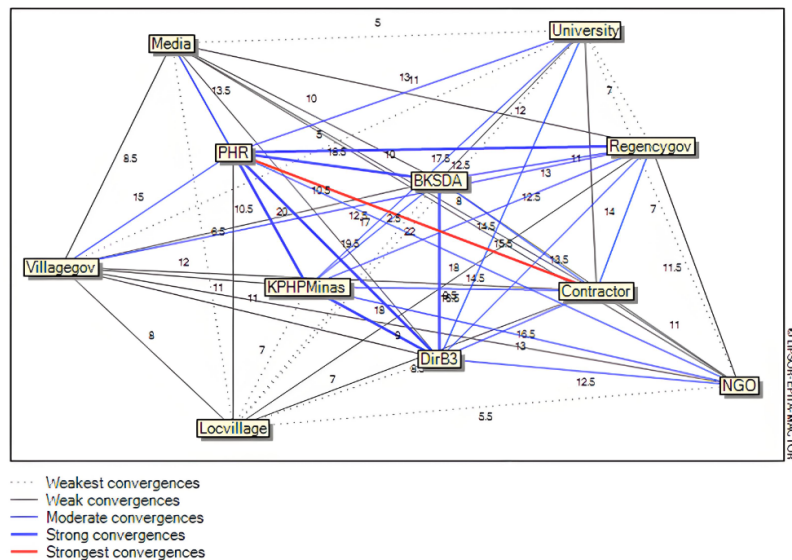 5
University
Media
7
13 11
13.5
10
12
5
PHR
18.5
10
17.5 12.5
11
Regencygov
8.5
BKSDA
13
10.5
8
12.5
7
15
10.5
20
12.5
2.5
14
6.5
17
14.5
22
19.5
15.5
Villagegov
12
18
13.5
11.5
11
KPHPMinas
14.5
Contractor
11
18
11
8
9
16.5
7
13
DirB3
7
12.5
NGO
Locvillage
5.5
Weakest convergences
Weak convergences
Moderate convergences
Strong convergences
Strongest convergences